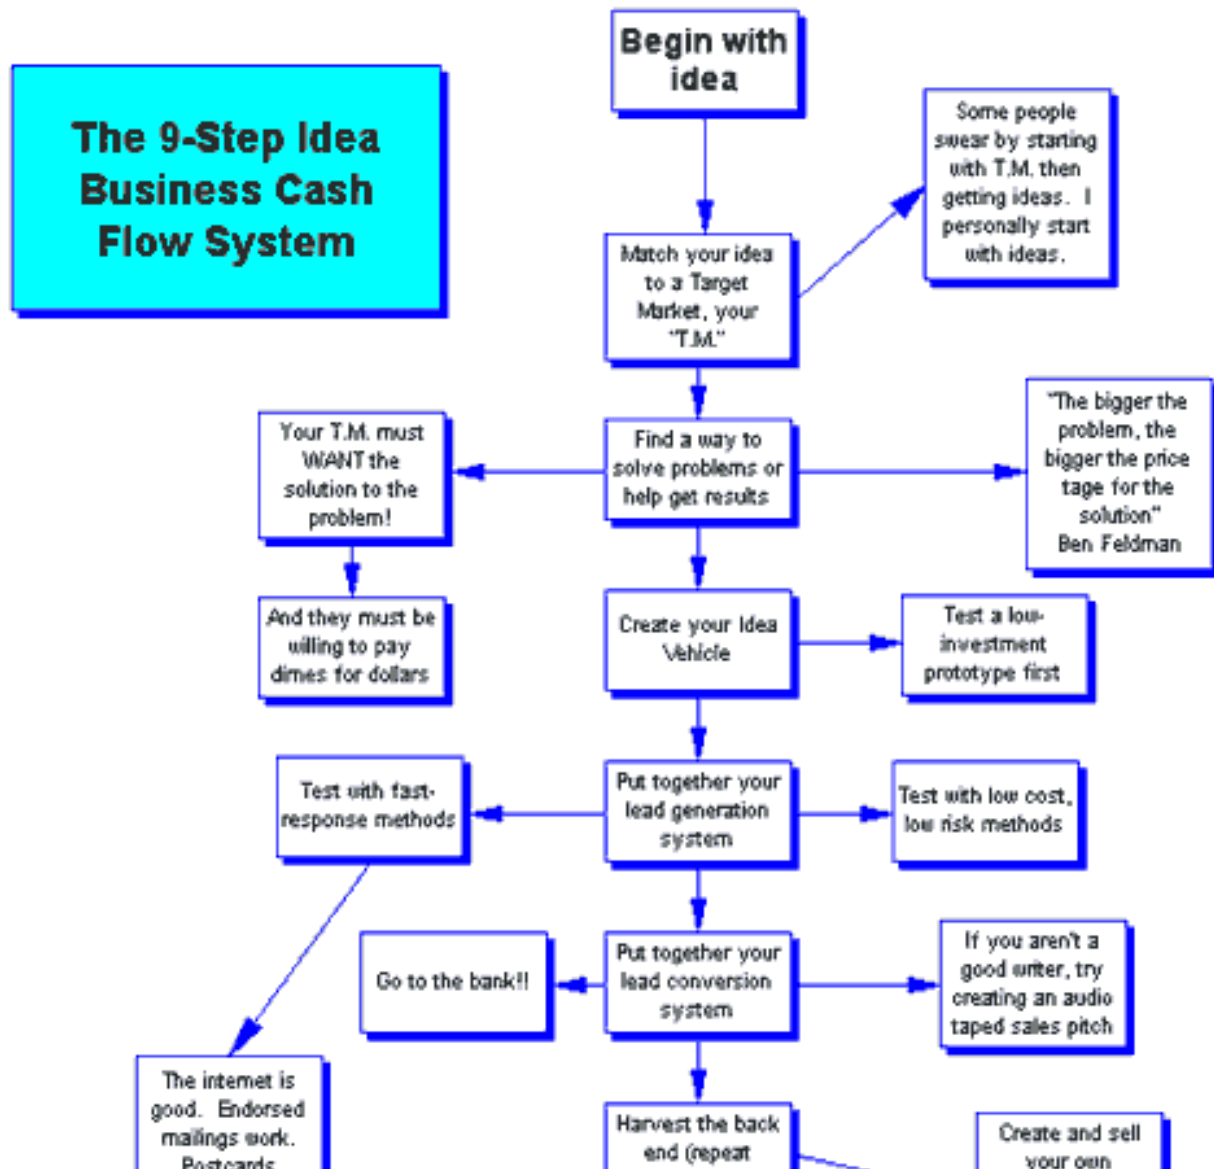 The 9-Step Idea
Business Cash
Flow System
Begin with
idea
Some people
swear by starting
with T.M. then
getting ideas. I
personally start
with ideas.
Match your idea
to a Target
Market, your
"T.M."
Your T.M. must
WANT the
solution to the
problem!
Find a way to
solve problems or
help get results
"The bigger the
problem, the
bigger the price
tage for the
solution"
Ben Feldman
And they must be
willing to pay
dimes for dollars
Create your Idea
Vehicle
Test a low-
investment
prototype first
Test with fast-
response methods
Put together your
lead generation
system
Test with low cost,
low risk methods
Go to the bank!!
Put together your
lead conversion
system
If you aren't a
good writer, try
creating an audio
taped sales pitch
The internet is
good. Endorsed
mailings work.
Postcards
Harvest the back
end (repeat
Create and sell
your own